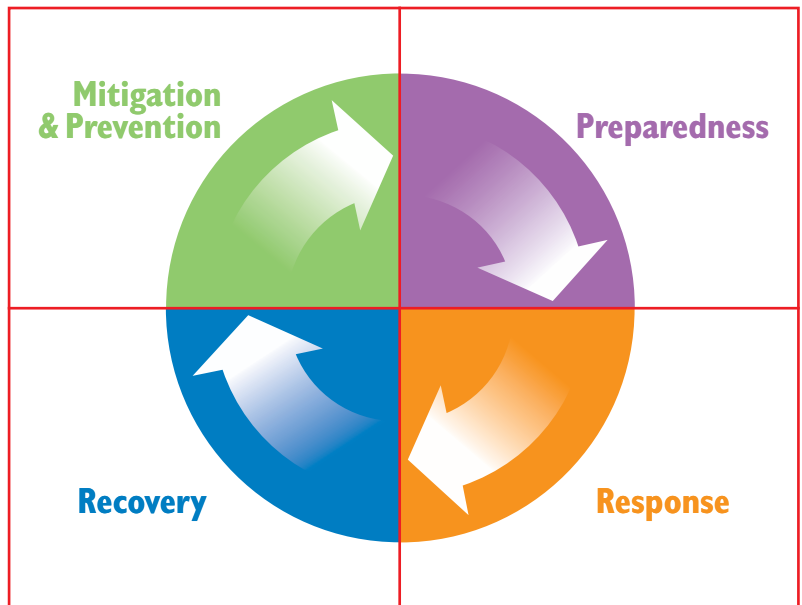 Mitigation
& Prevention
Preparedness
Recovery
Response